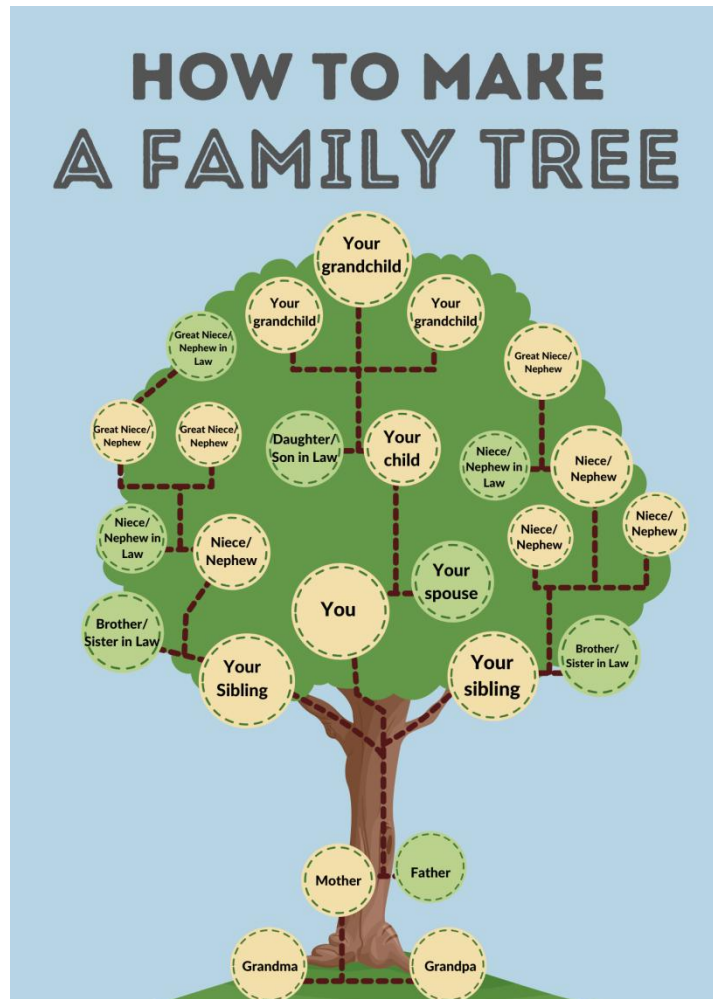 HOW TO MAKE
A FAMILY TREE
Your
grandchild
Your
grandchild
Your
grandchild
Great Niece/
Nephew in
Law
Great Niece/
Nephew
Great Niece/
Nephew
Great Niece/
Nephew
Daughter/
Son in Law
Your
child
Niece/
Nephew in
Law
Niece/
Nephew
Niece/
Nephew in
Law
Niece/
Nephew
Niece/
Nephew
Niece/
Nephew
You
Your
spouse
Brother/
Sister in Law
Your
Sibling
Your
sibling
Brother/
Sister in Law
Mother
Father
Grandma
Grandpa